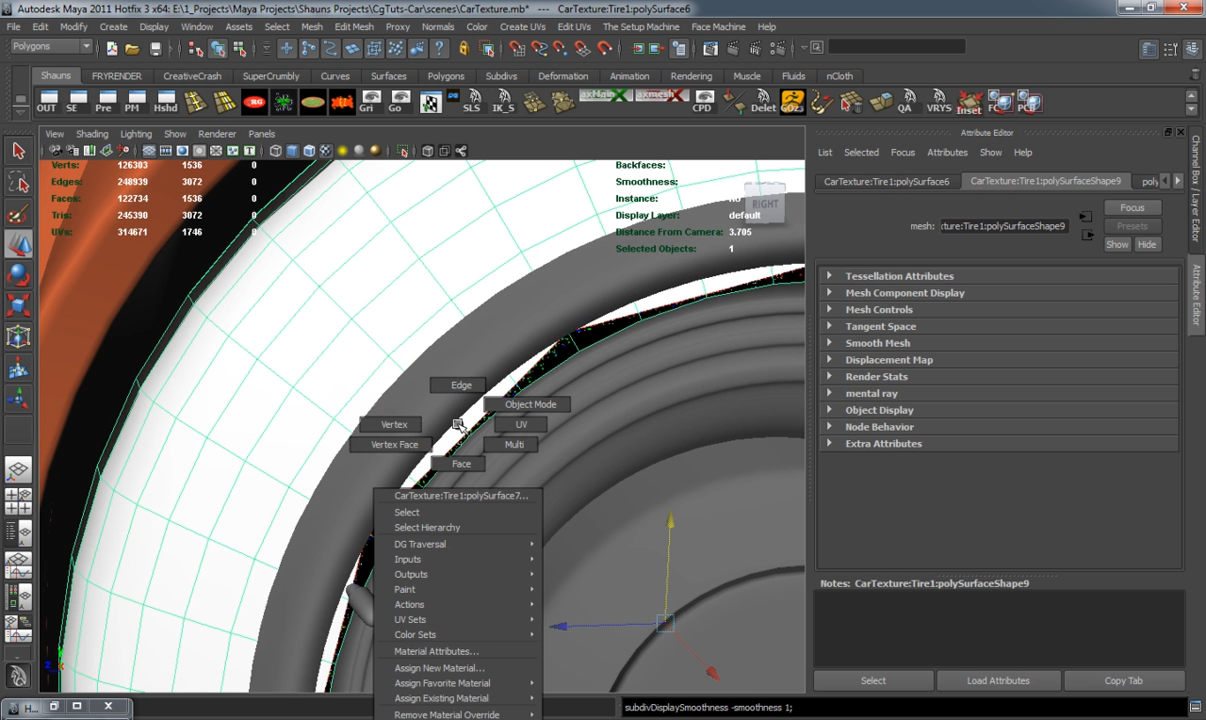 Autodesk Maya 2011 Hotfix 3 x64: E:\1_Projects\Maya Projects\Shauns Projects\CgTuts-Car\scenes\CarTexture.mb* --- CarTexture:Tire1:polySurface6
File Edit Modify Create Display Window Assets Select Mesh Edit Mesh Proxy Normals Color Create UVs Edit UVs The Setup Machine Face Machine Help
Polygons
Shauns FRYRENDER CreativeCrash SuperCrumbly Curves Surfaces Polygons Subdivs Deformation Animation Rendering Muscle Fluids nCloth
OUT SE Pre PM Hshd Gri Go SLS IK_S axMain axmesh CPD Delet GOZ3 QA VRYS Inset FC PCB
View Shading Lighting Show Renderer Panels
Verts: 126303 1536 0
Edges: 248939 3072 0
Faces: 122734 1536 0
Tris: 245390 3072 0
UVs: 314671 1746 0
Backfaces:
Smoothness:
Instance: no
Display Layer: default
Distance From Camera: 3.705
Selected Objects: 1
RIGHT
Edge
Object Mode
Vertex
UV
Vertex Face
Multi
Face
CarTexture:Tire1:polySurface7...
Select
Select Hierarchy
DG Traversal
Inputs
Outputs
Paint
Actions
UV Sets
Color Sets
Material Attributes...
Assign New Material...
Assign Favorite Material
Assign Existing Material
Remove Material Override
Attribute Editor
List Selected Focus Attributes Show Help
CarTexture:Tire1:polySurface6 CarTexture:Tire1:polySurfaceShape9 poly
Focus
mesh: :ture:Tire1:polySurfaceShape9
Presets
Show Hide
Tessellation Attributes
Mesh Component Display
Mesh Controls
Tangent Space
Smooth Mesh
Displacement Map
Render Stats
mental ray
Object Display
Node Behavior
Extra Attributes
Notes: CarTexture:Tire1:polySurfaceShape9
Select Load Attributes Copy Tab
Channel Box / Layer Editor
Attribute Editor
H...
subdivDisplaySmoothness -smoothness 1;